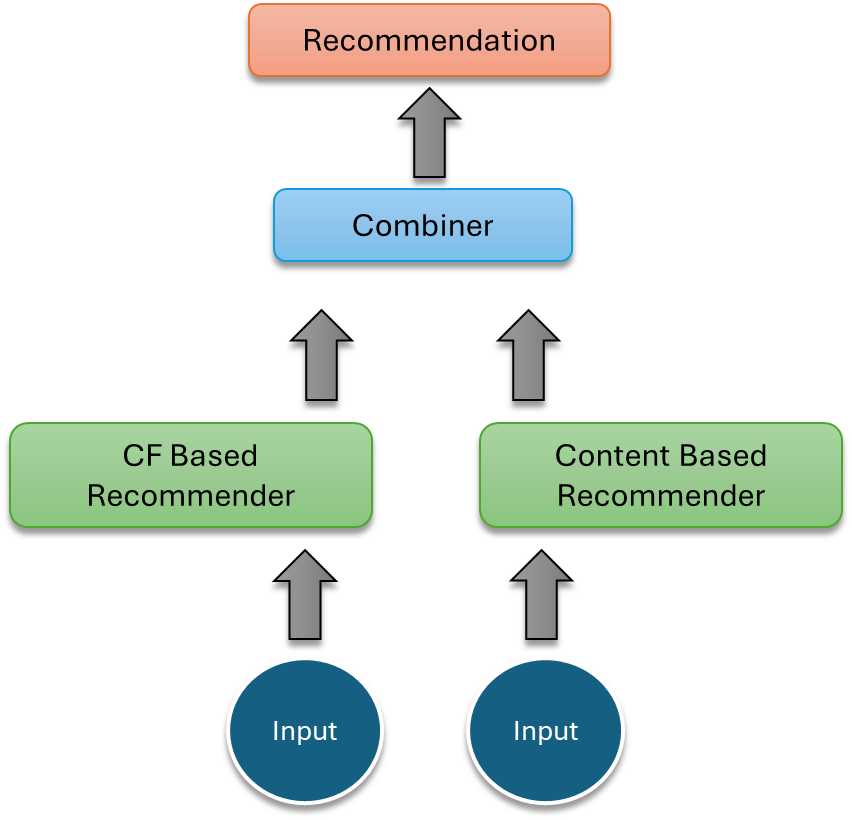 Recommendation
Combiner
CF Based
Recommender
Content Based
Recommender
Input
Input